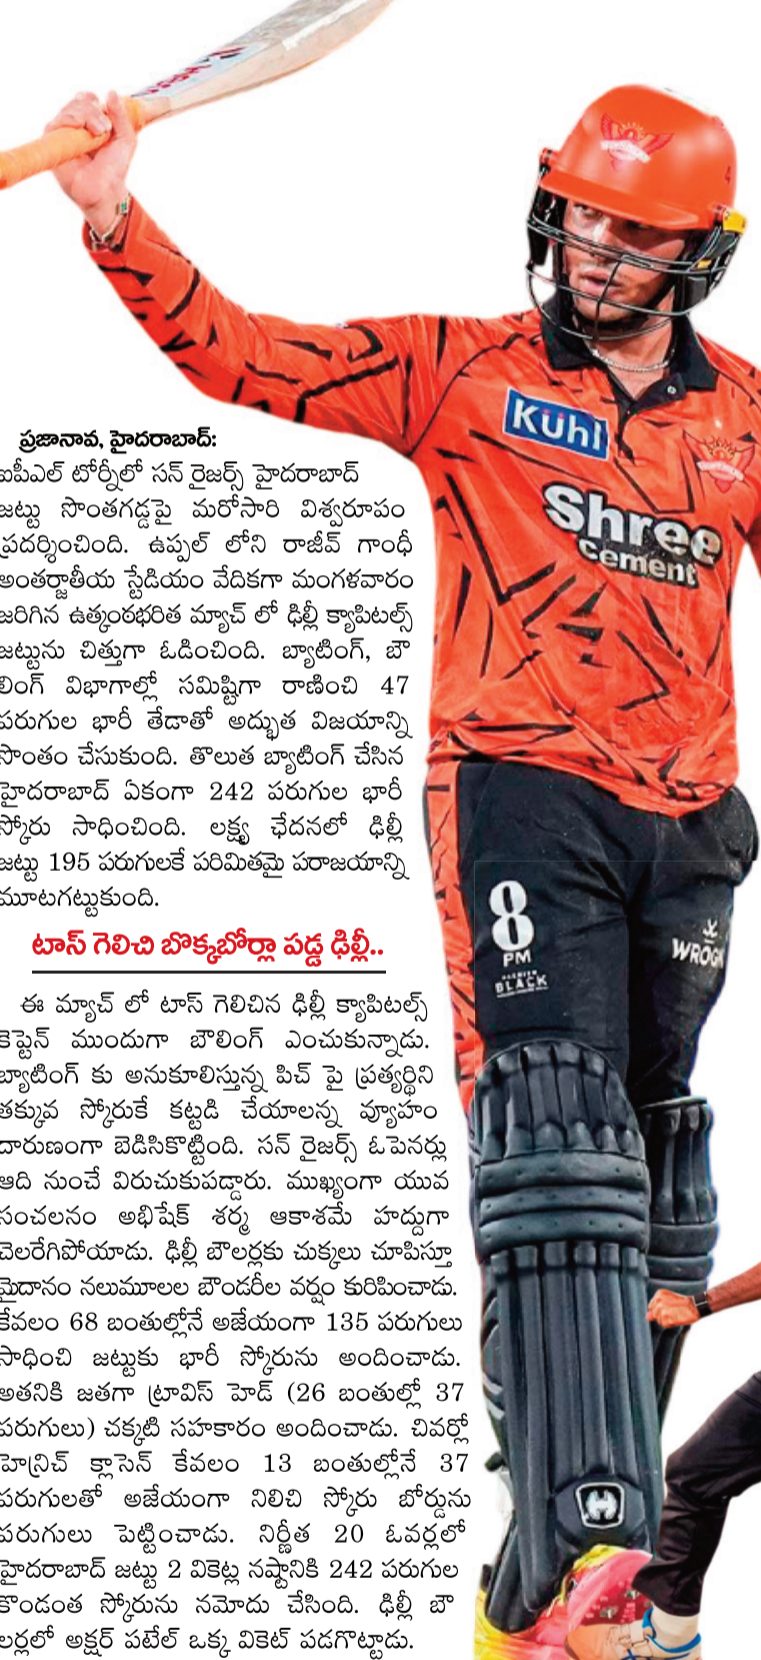 ప్రజానావ, హైదరాబాద్:
ఐపీఎల్ టోర్నీలో సన్ రైజర్స్ హైదరాబాద్
జట్టు సొంతగడ్డపై మరోసారి విశ్వరూపం
ప్రదర్శించింది. ఉప్పల్ లోని రాజీవ్ గాంధీ
అంతర్జాతీయ స్టేడియం వేదికగా మంగళవారం
జరిగిన ఉత్కంఠభరిత మ్యాచ్ లో ఢిల్లీ క్యాపిటల్స్
జట్టును చిత్తుగా ఓడించింది. బ్యాటింగ్, బౌ
లింగ్ విభాగాల్లో సమిష్టిగా రాణించి 47
పరుగుల భారీ తేడాతో అద్భుత విజయాన్ని
సొంతం చేసుకుంది. తొలుత బ్యాటింగ్ చేసిన
హైదరాబాద్ ఏకంగా 242 పరుగుల భారీ
స్కోరు సాధించింది. లక్ష్య ఛేదనలో ఢిల్లీ
జట్టు 195 పరుగులకే పరిమితమై పరాజయాన్ని
మూటగట్టుకుంది.
టాస్ గెలిచి బొక్కబోర్లా పడ్డ ఢిల్లీ..
ఈ మ్యాచ్ లో టాస్ గెలిచిన ఢిల్లీ క్యాపిటల్స్
కెప్టెన్ ముందుగా బౌలింగ్ ఎంచుకున్నాడు.
బ్యాటింగ్ కు అనుకూలిస్తున్న పిచ్ పై ప్రత్యర్థిని
తక్కువ స్కోరుకే కట్టడి చేయాలన్న వ్యూహం
దారుణంగా బెడిసికొట్టింది. సన్ రైజర్స్ ఓపెనర్లు
ఆది నుంచే విరుచుకుపడ్డారు. ముఖ్యంగా యువ
సంచలనం అభిషేక్ శర్మ ఆకాశమే హద్దుగా
చెలరేగిపోయాడు. ఢిల్లీ బౌలర్లకు చుక్కలు చూపిస్తూ
మైదానం నలుమూలల బౌండరీల వర్షం కురిపించాడు.
కేవలం 68 బంతుల్లోనే అజేయంగా 135 పరుగులు
సాధించి జట్టుకు భారీ స్కోరును అందించాడు.
అతనికి జతగా ట్రావిస్ హెడ్ (26 బంతుల్లో 37
పరుగులు) చక్కటి సహకారం అందించాడు. చివర్లో
హెన్రిచ్ క్లాసెన్ కేవలం 13 బంతుల్లోనే 37
పరుగులతో అజేయంగా నిలిచి స్కోరు బోర్డును
పరుగులు పెట్టించాడు. నిర్ణీత 20 ఓవర్లలో
హైదరాబాద్ జట్టు 2 వికెట్ల నష్టానికి 242 పరుగుల
కొండంత స్కోరును నమోదు చేసింది. ఢిల్లీ బౌ
లర్లలో అక్షర్ పటేల్ ఒక్క వికెట్ పడగొట్టాడు.
Kuhl
Shree
Cement
8
PM
BLACK
WROGN